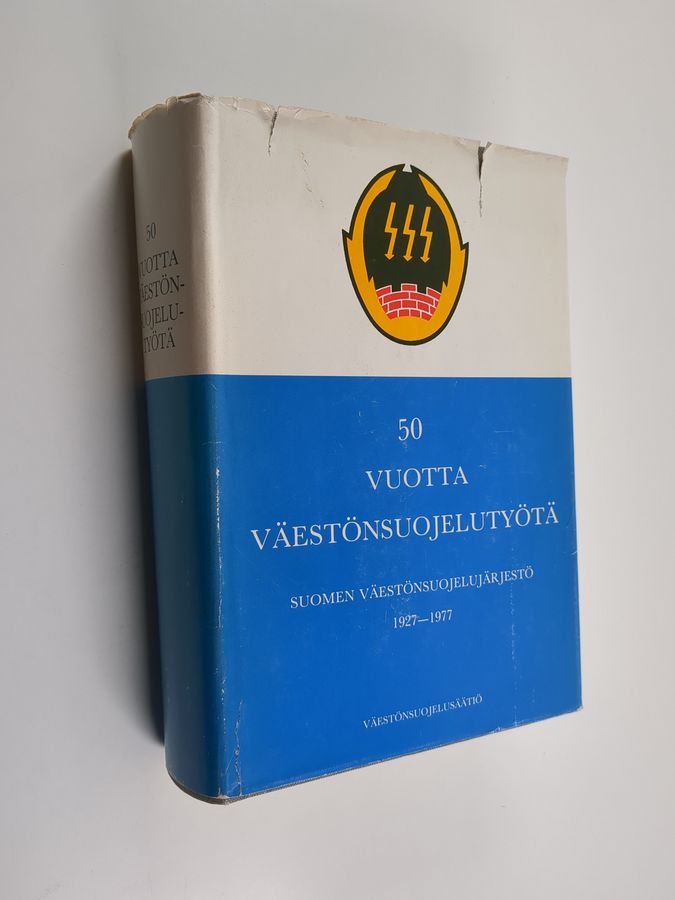 50
VUOTTA
VÄESTÖN-
SUOJELU-
TYÖTÄ
50
VUOTTA
VÄESTÖNSUOJELUTYÖTÄ
SUOMEN VÄESTÖNSUOJELUJÄRJESTÖ
1927—1977
VÄESTÖNSUOJELUSÄÄTIÖ